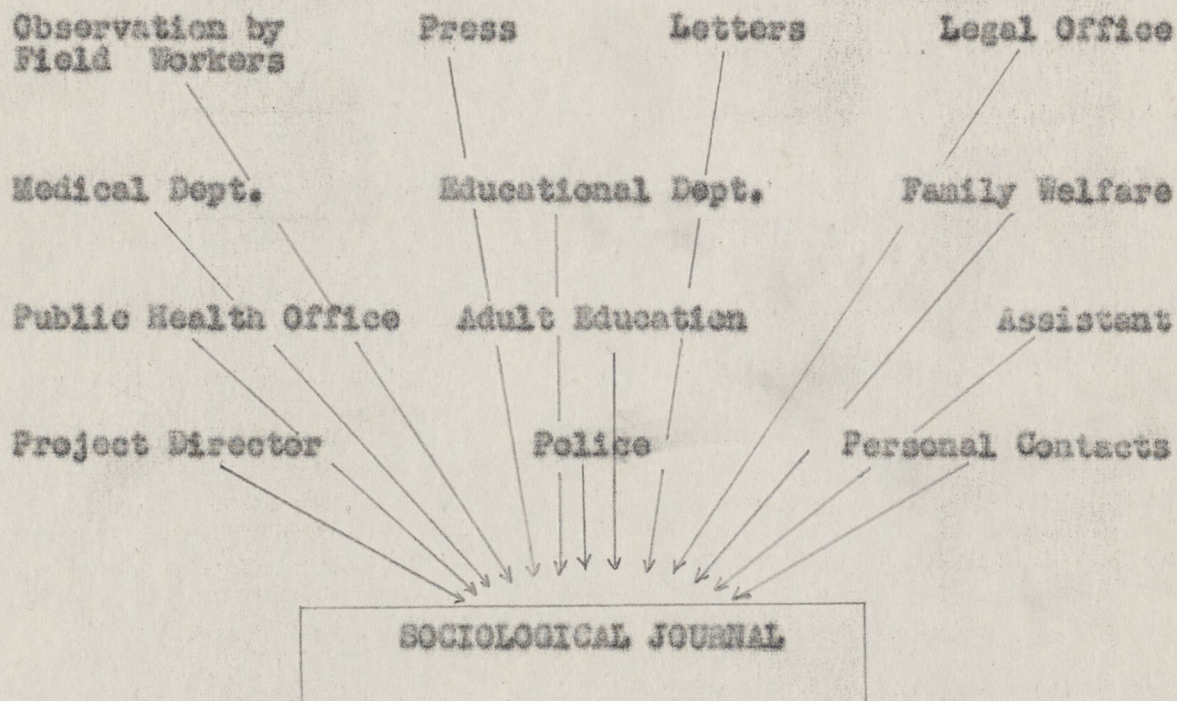 Observation by
Field Workers
Press
Letters
Legal Office
Medical Dept.
Educational Dept.
Family Welfare
Public Health Office
Adult Education
Assistant
Project Director
Police
Personal Contacts
SOCIOLOGICAL JOURNAL